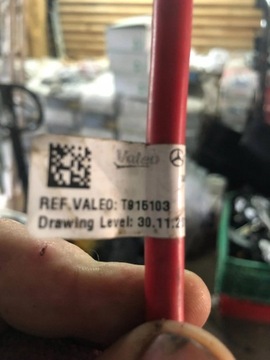 Valeo
REF.VALEO: T915103
Drawing Level: 30.11.2